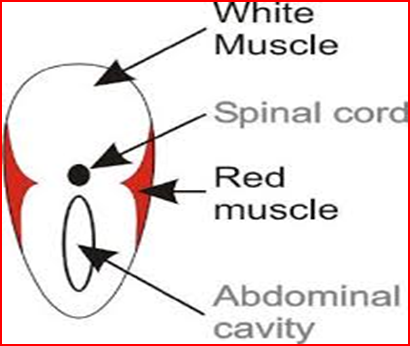 White
Muscle
Spinal cord
Red
muscle
Abdominal
cavity